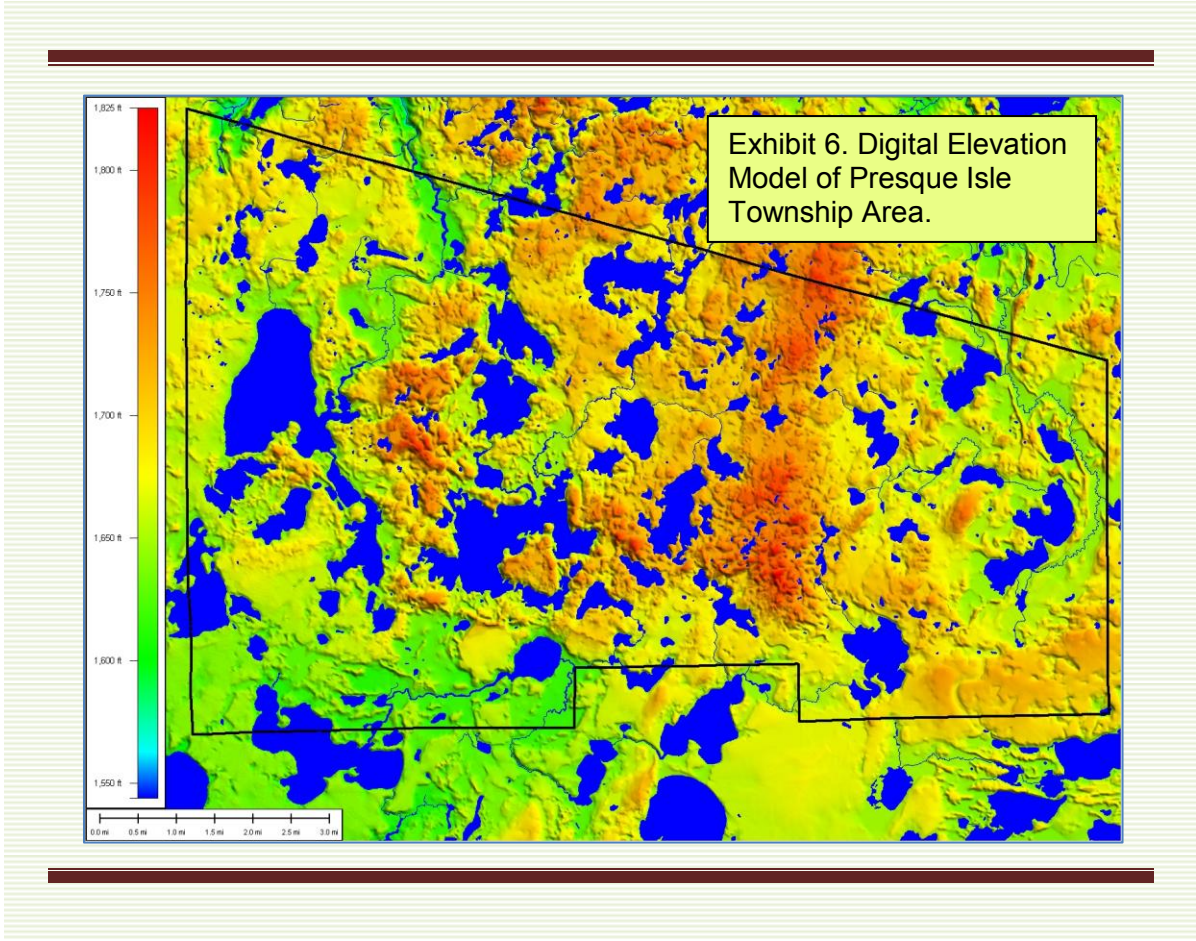 Exhibit 6. Digital Elevation
Model of Presque Isle
Township Area.
1,825 ft
1,800 ft
1,750 ft
1,700 ft
1,650 ft
1,600 ft
1,550 ft
0.0 mi 0.5 mi 1.0 mi 1.5 mi 2.0 mi 2.5 mi 3.0 mi